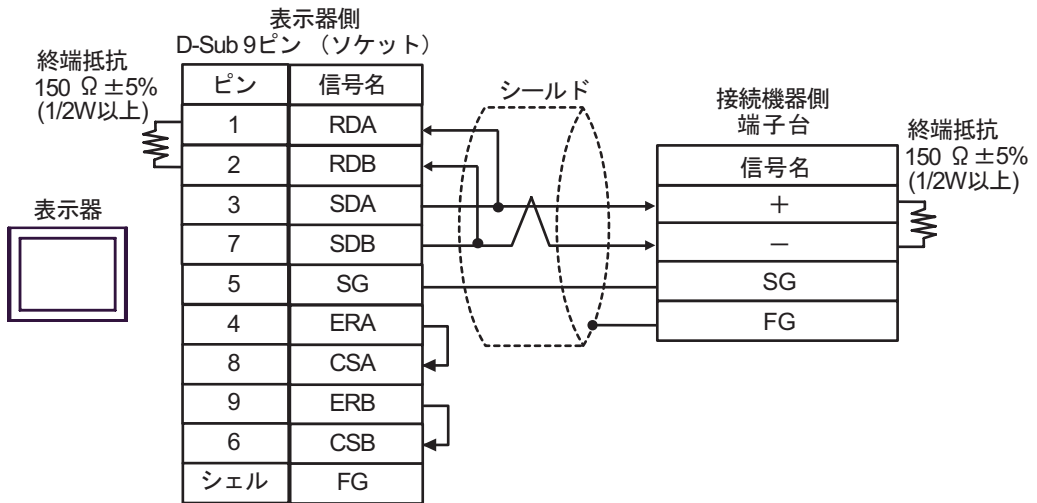 表示器側
D-Sub 9ピン （ソケット）
終端抵抗
150 Ω ±5%
(1/2W以上)
ピン 信号名
1 RDA
2 RDB
3 SDA
7 SDB
5 SG
4 ERA
8 CSA
9 ERB
6 CSB
シェル FG
表示器
シールド
接続機器側
端子台
信号名
＋
－
SG
FG
終端抵抗
150 Ω ±5%
(1/2W以上)